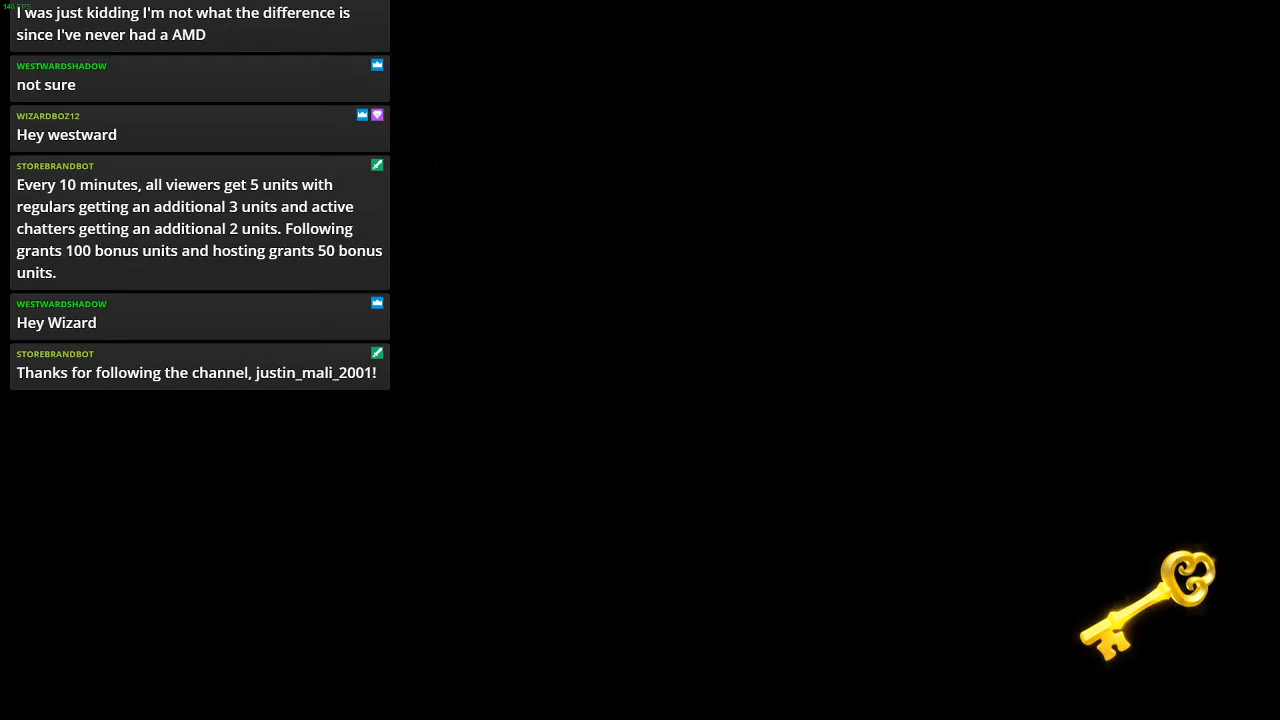 140 FPS
I was just kidding I'm not what the difference is
since I've never had a AMD
WESTWARDSHADOW
not sure
WIZARDBOZ12
Hey westward
STOREBRANDBOT
Every 10 minutes, all viewers get 5 units with
regulars getting an additional 3 units and active
chatters getting an additional 2 units. Following
grants 100 bonus units and hosting grants 50 bonus
units.
WESTWARDSHADOW
Hey Wizard
STOREBRANDBOT
Thanks for following the channel, justin_mali_2001!